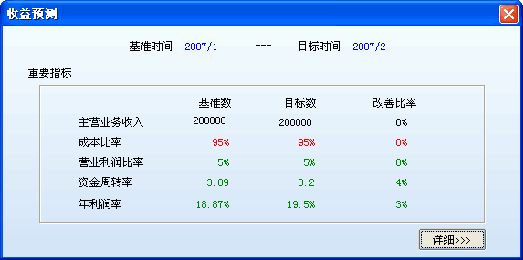 收益预测
基准时间 2007/1 --- 目标时间 2007/2
重要指标
基准数 目标数 改善比率
主营业务收入 200000 200000 0%
成本比率 95% 95% 0%
营业利润比率 5% 5% 0%
资金周转率 0.2 4%
年利润率 18.87% 19.5% 3%
详细>>>